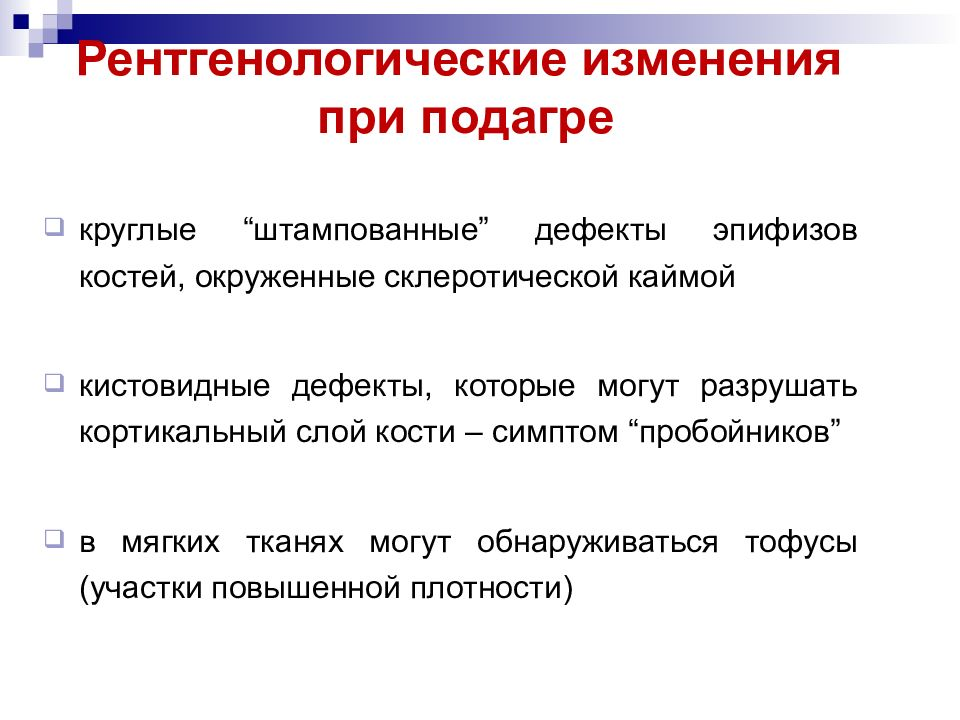 Рентгенологические изменения
при подагре
круглые “штампованные” дефекты эпифизов
костей, окруженные склеротической каймой
кистовидные дефекты, которые могут разрушать
кортикальный слой кости – симптом “пробойников”
в мягких тканях могут обнаруживаться тофусы
(участки повышенной плотности)